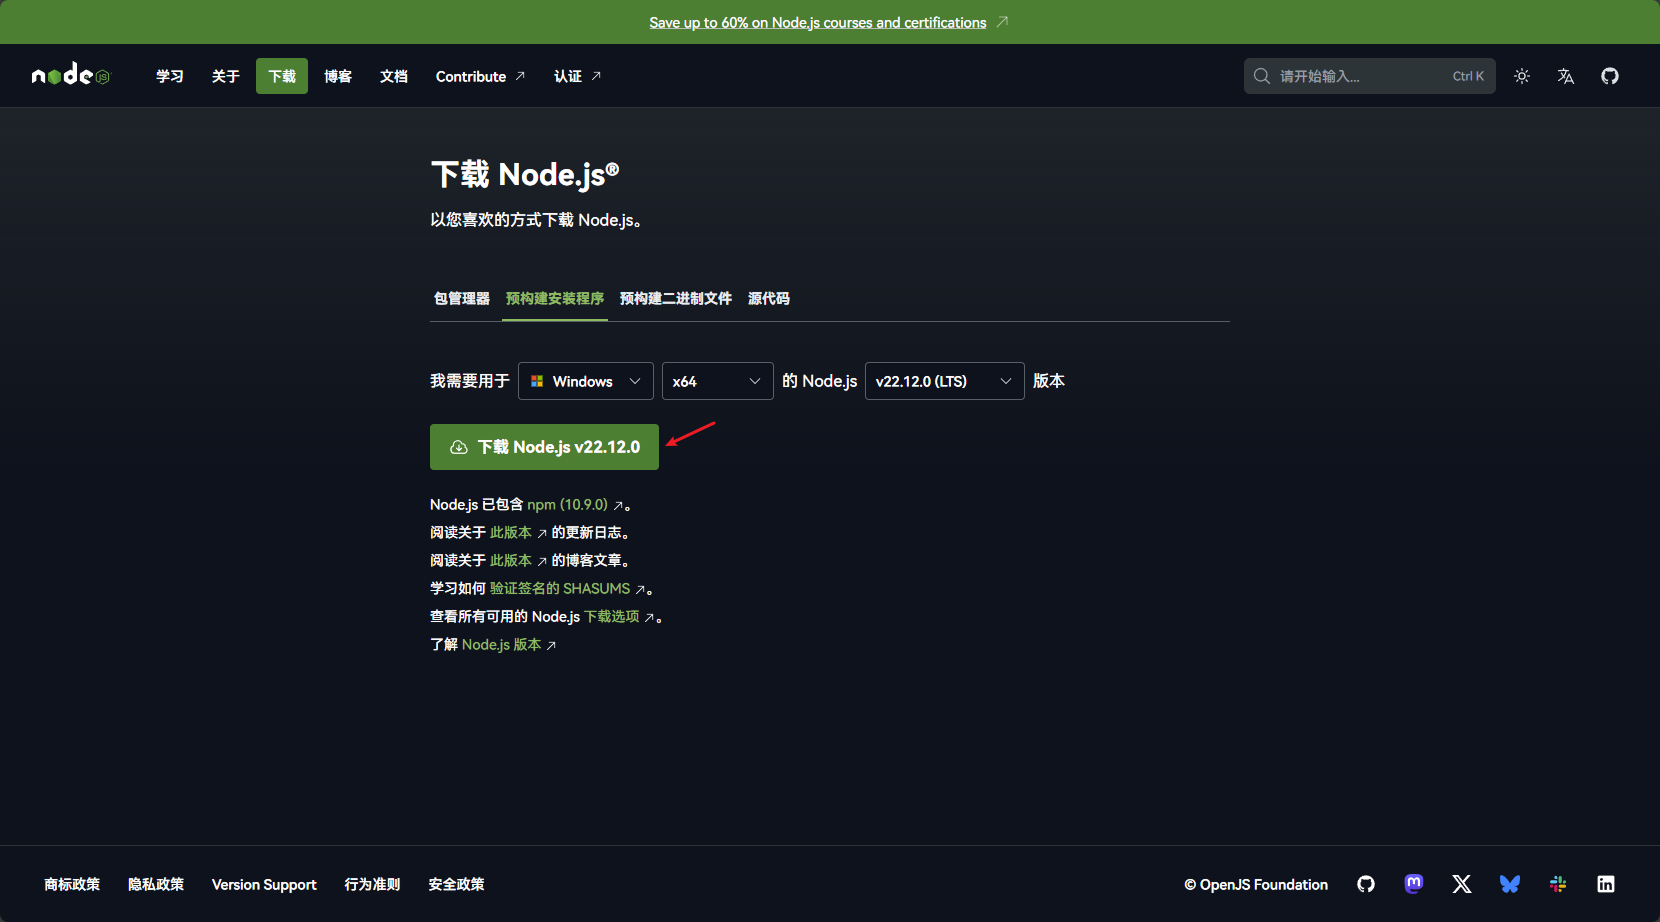 Save up to 60% on Node.js courses and certifications
node js 学习 关于 下载 博客 文档 Contribute 认证 请开始输入... Ctrl K
下载 Node.js®
以您喜欢的方式下载 Node.js。
包管理器 预构建安装程序 预构建二进制文件 源代码
我需要用于 Windows x64 的 Node.js v22.12.0 (LTS) 版本
下载 Node.js v22.12.0
Node.js 已包含 npm (10.9.0) 。
阅读关于 此版本 的更新日志。
阅读关于 此版本 的博客文章。
学习如何 验证签名的 SHASUMS 。
查看所有可用的 Node.js 下载选项 。
了解 Node.js 版本
商标政策 隐私政策 Version Support 行为准则 安全政策 © OpenJS Foundation